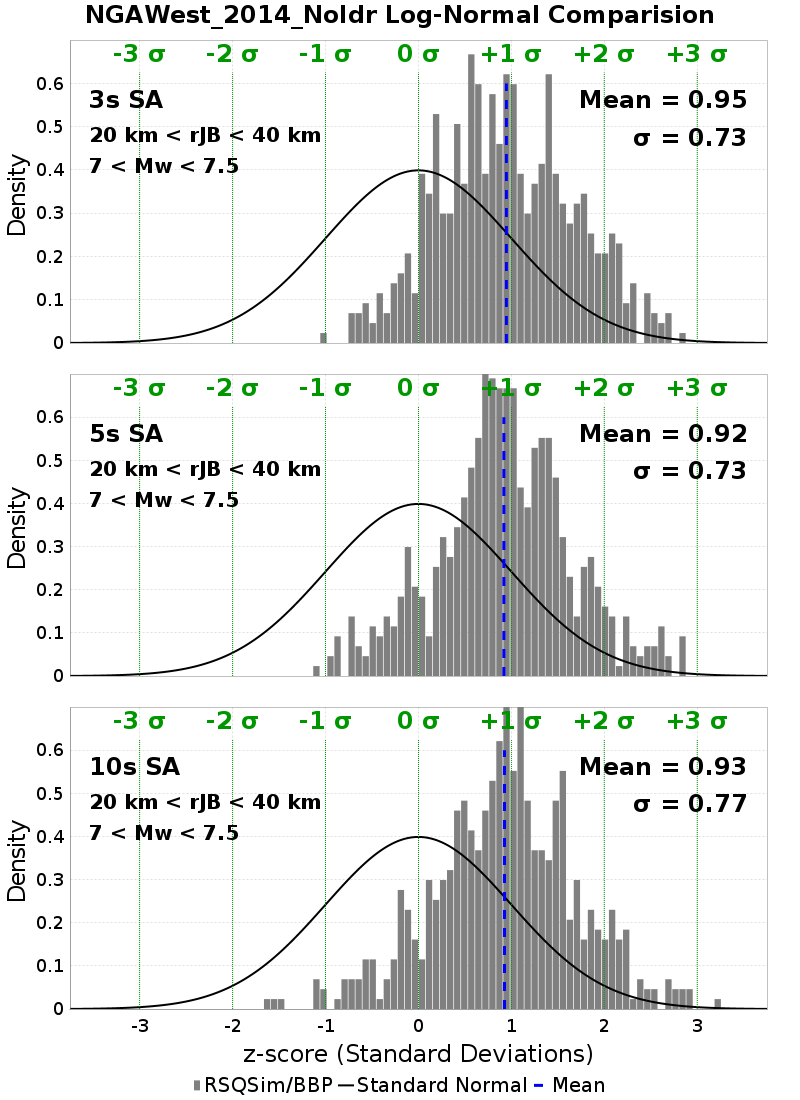 NGAWest_2014_NoIdr Log-Normal Comparision
-3 σ -2 σ -1 σ 0 σ +1 σ +2 σ +3 σ
3s SA
20 km < rJB < 40 km
7 < Mw < 7.5
Mean = 0.95
σ = 0.73
Density
0.6
0.5
0.4
0.3
0.2
0.1
0
-3 σ -2 σ -1 σ 0 σ +1 σ +2 σ +3 σ
5s SA
20 km < rJB < 40 km
7 < Mw < 7.5
Mean = 0.92
σ = 0.73
Density
0.6
0.5
0.4
0.3
0.2
0.1
0
-3 σ -2 σ -1 σ 0 σ +1 σ +2 σ +3 σ
10s SA
20 km < rJB < 40 km
7 < Mw < 7.5
Mean = 0.93
σ = 0.77
Density
0.6
0.5
0.4
0.3
0.2
0.1
0
-3 -2 -1 0 1 2 3
z-score (Standard Deviations)
RSQSim/BBP Standard Normal Mean